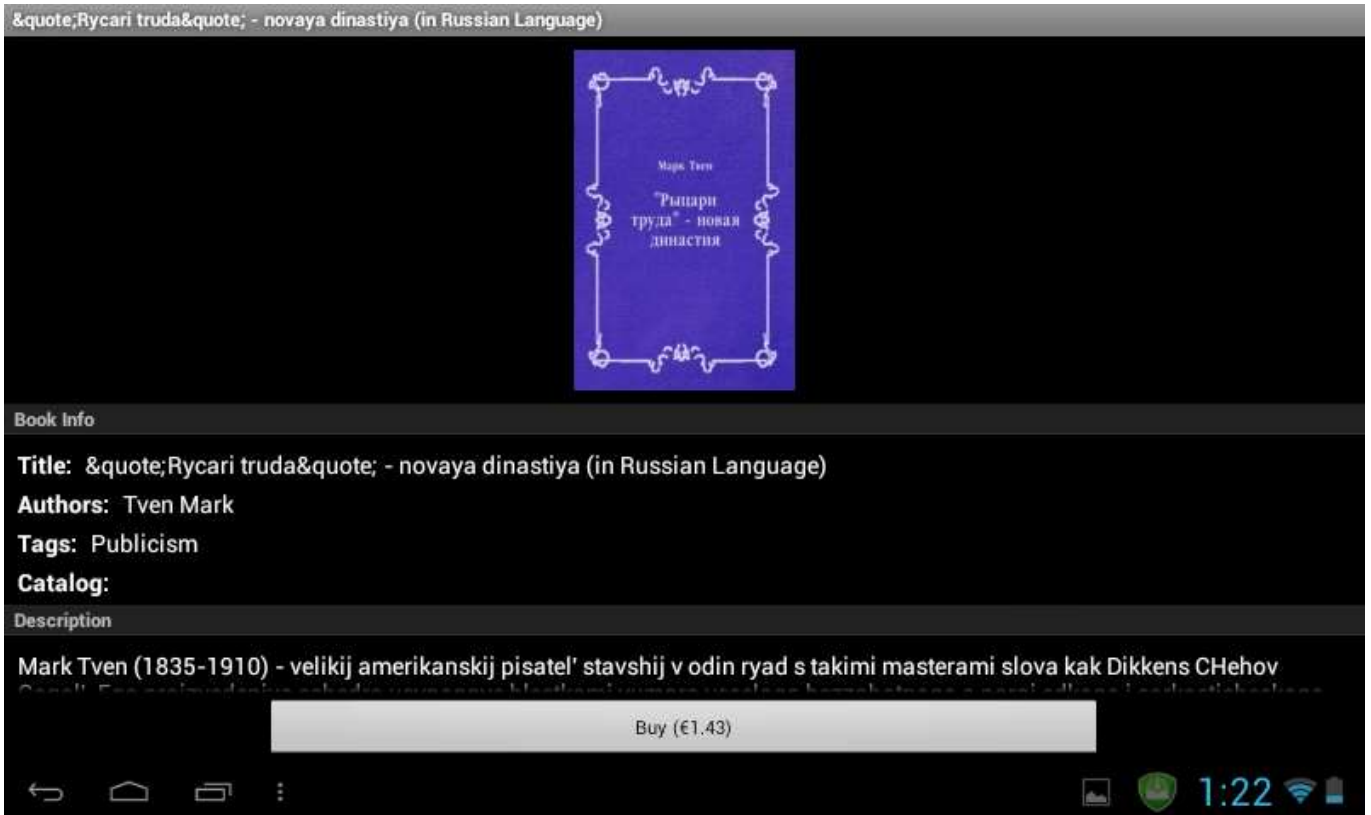 &quote;Rycari truda&quote; - novaya dinastiya (in Russian Language)
Марк Твен
"Рыцари
труда" - новая
династия
Book Info
Title: &quote;Rycari truda&quote; - novaya dinastiya (in Russian Language)
Authors: Tven Mark
Tags: Publicism
Catalog:
Description
Mark Tven (1835-1910) - velikij amerikanskij pisatel' stavshij v odin ryad s takimi masterami slova kak Dikkens CHehov
Buy (€1.43)
1:22